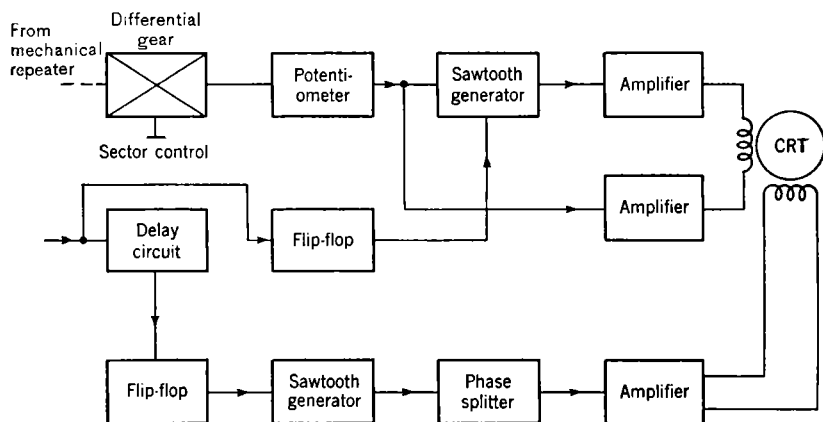 From
mechanical
repeater
Differential
gear
Sector control
Potenti-
ometer
Sawtooth
generator
Amplifier
CRT
Amplifier
Delay
circuit
Flip-flop
Flip-flop
Sawtooth
generator
Phase
splitter
Amplifier